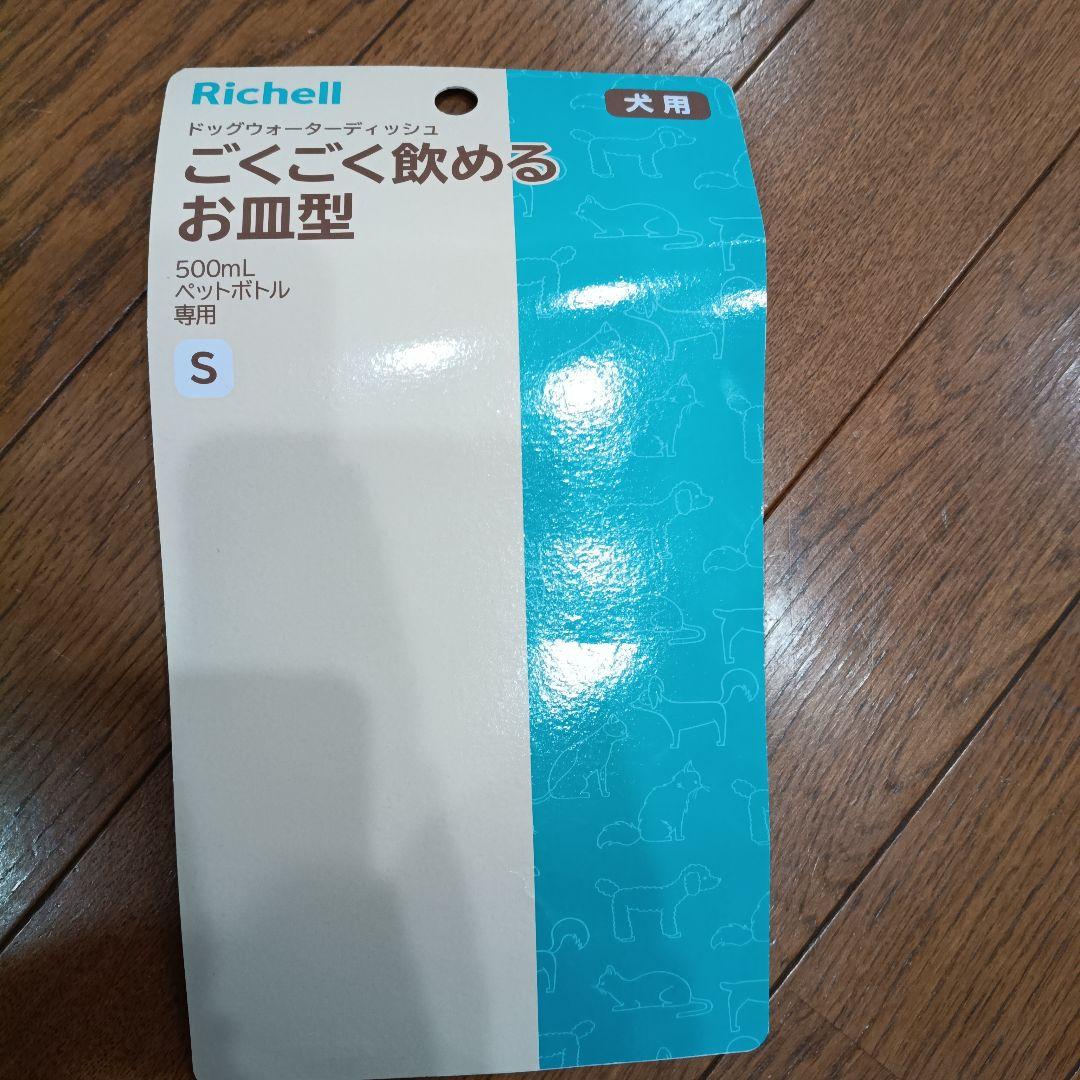 Richell
犬用
ドッグウォーターディッシュ
ごくごく飲める
お皿型
500mL
ペットボトル
専用
S